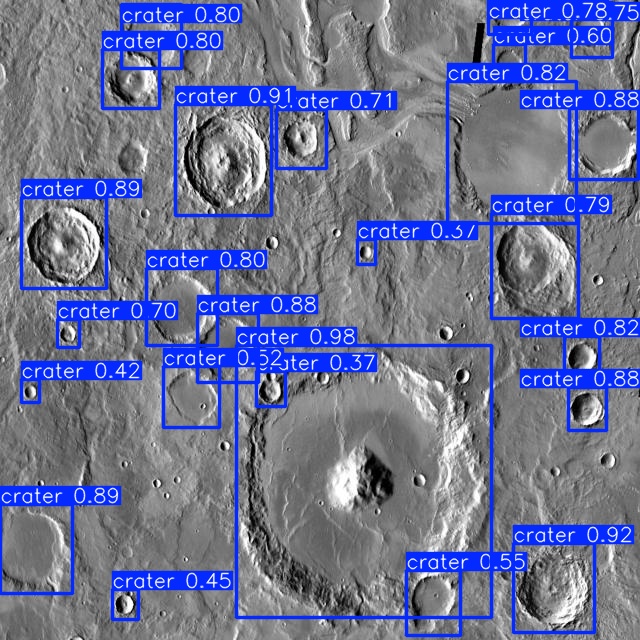 crater 0.80
crater 0.78
.75
crater 0.80
crater 0.60
crater 0.82
crater 0.91
ater 0.71
crater 0.88
crater 0.89
crater 0.79
crater 0.37
crater 0.80
crater 0.70
crater 0.88
crater 0.98
crater 0.82
crater 0.52
ater 0.37
crater 0.42
crater 0.88
crater 0.89
crater 0.92
crater 0.55
crater 0.45